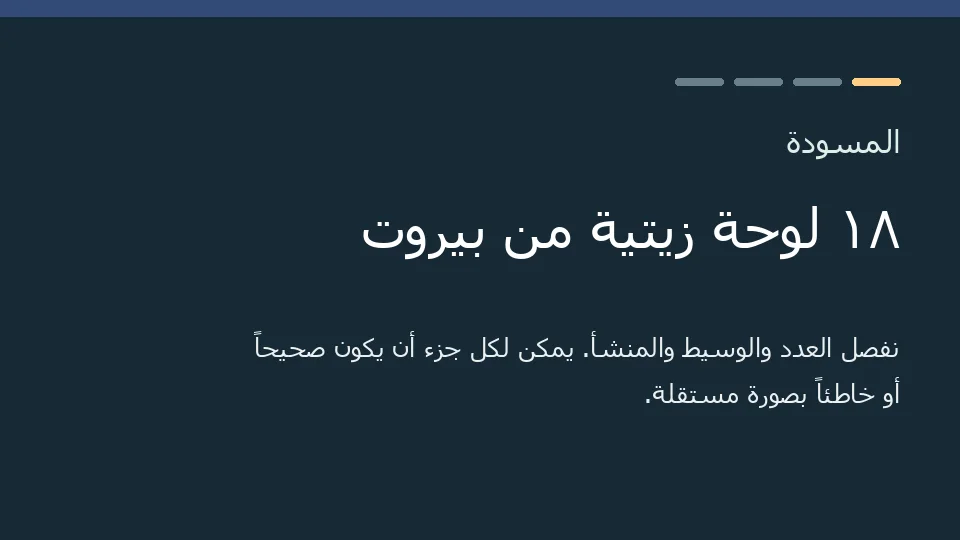 المسودة
١٨ لوحة زيتية من بيروت
نفصل العدد والوسيط والمنشأ. يمكن لكل جزء أن يكون صحيحاً
أو خاطئاً بصورة مستقلة.